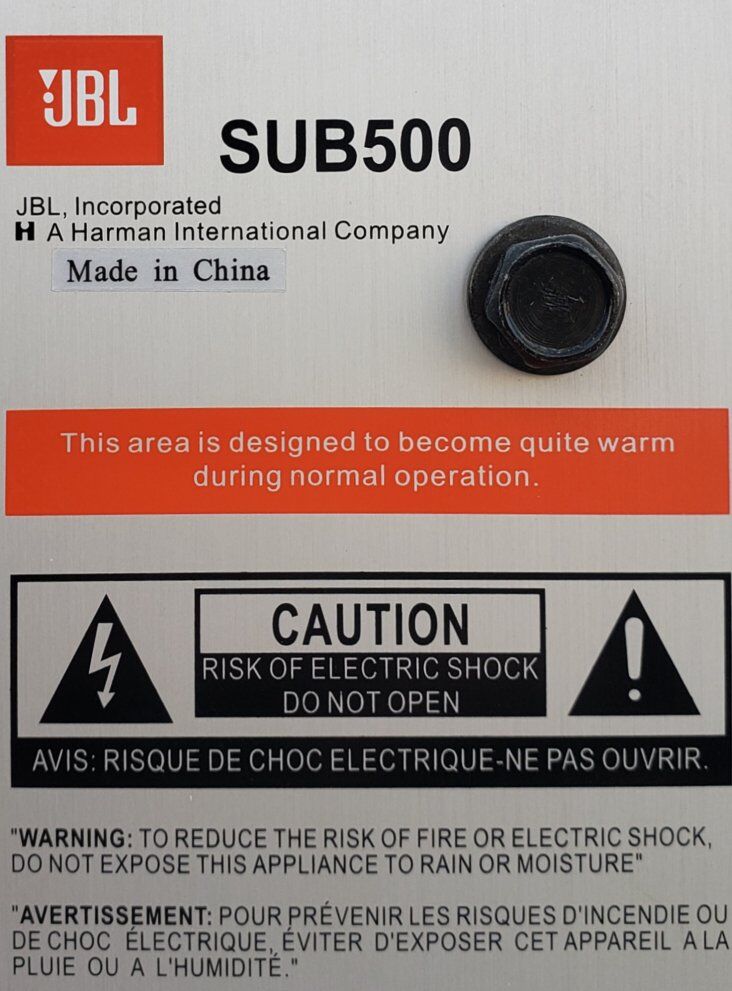 JBL
SUB500
JBL, Incorporated
H A Harman International Company
Made in China
This area is designed to become quite warm
during normal operation.
CAUTION
RISK OF ELECTRIC SHOCK
DO NOT OPEN
AVIS: RISQUE DE CHOC ELECTRIQUE-NE PAS OUVRIR.
"WARNING: TO REDUCE THE RISK OF FIRE OR ELECTRIC SHOCK,
DO NOT EXPOSE THIS APPLIANCE TO RAIN OR MOISTURE"
"AVERTISSEMENT: POUR PRÉVENIR LES RISQUES D'INCENDIE OU
DE CHOC ÉLECTRIQUE, ÉVITER D'EXPOSER CET APPAREIL A LA
PLUIE OU A L'HUMIDITÉ."